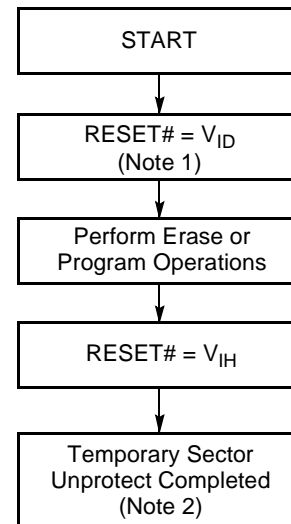 START
RESET# = V_ID
(Note 1)
Perform Erase or
Program Operations
RESET# = V_IH
Temporary Sector
Unprotect Completed
(Note 2)